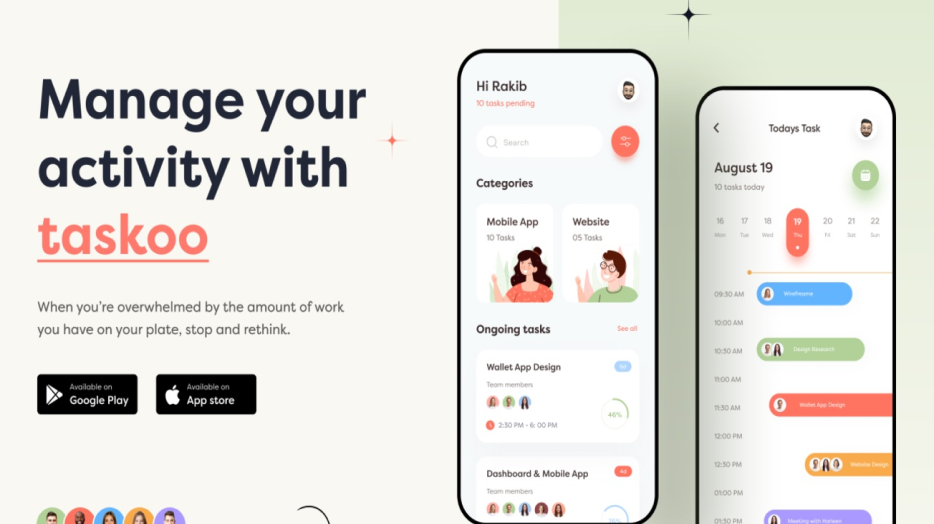 Manage your
activity with
taskoo
When you're overwhelmed by the amount of work
you have on your plate, stop and rethink.
Available on
Google Play
Available on
App store
Hi Rakib
10 tasks pending
Search
Categories
Mobile App
10 Tasks
Website
05 Tasks
Ongoing tasks
See all
Wallet App Design
Team members
46%
2:30 PM - 6: 00 PM
Dashboard & Mobile App
4d
Team members
Todays Task
August 19
10 tasks today
16 17 18 19 20 21 22
Mon Tue Wed Thu Fri Sat Sun
09:30 AM
Wireframe
10:00 AM
10:30 AM
Design Research
11:00 AM
11:30 AM
Wallet App Design
12:00 PM
12:30 PM
Website Design
01:00 PM
01:30 PM
Meeting with